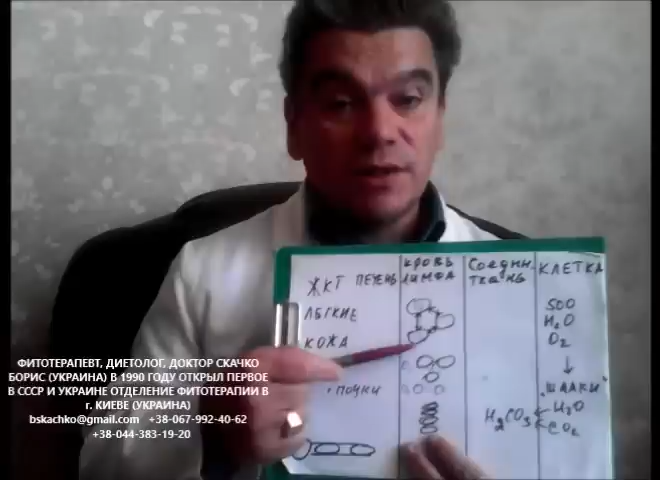 ЖКТ ПЕЧЕНЬ
КРОВЬ
ЛИМФА
СОЕДИН.
ТКАНЬ
КЛЕТКА
ЛЕГКИЕ
500
H₂O
КОЖА
O₂
ПОЧКИ
"ШЛАКИ"
H₂CO₃
H₂O
CO₂
ФИТОТЕРАПЕВТ, ДИЕТОЛОГ, ДОКТОР СКАЧКО
БОРИС (УКРАИНА) В 1990 ГОДУ ОТКРЫЛ ПЕРВОЕ
В СССР И УКРАИНЕ ОТДЕЛЕНИЕ ФИТОТЕРАПИИ В
г. КИЕВЕ (УКРАИНА)
bskachko@gmail.com +38-067-992-40-62
+38-044-383-19-20